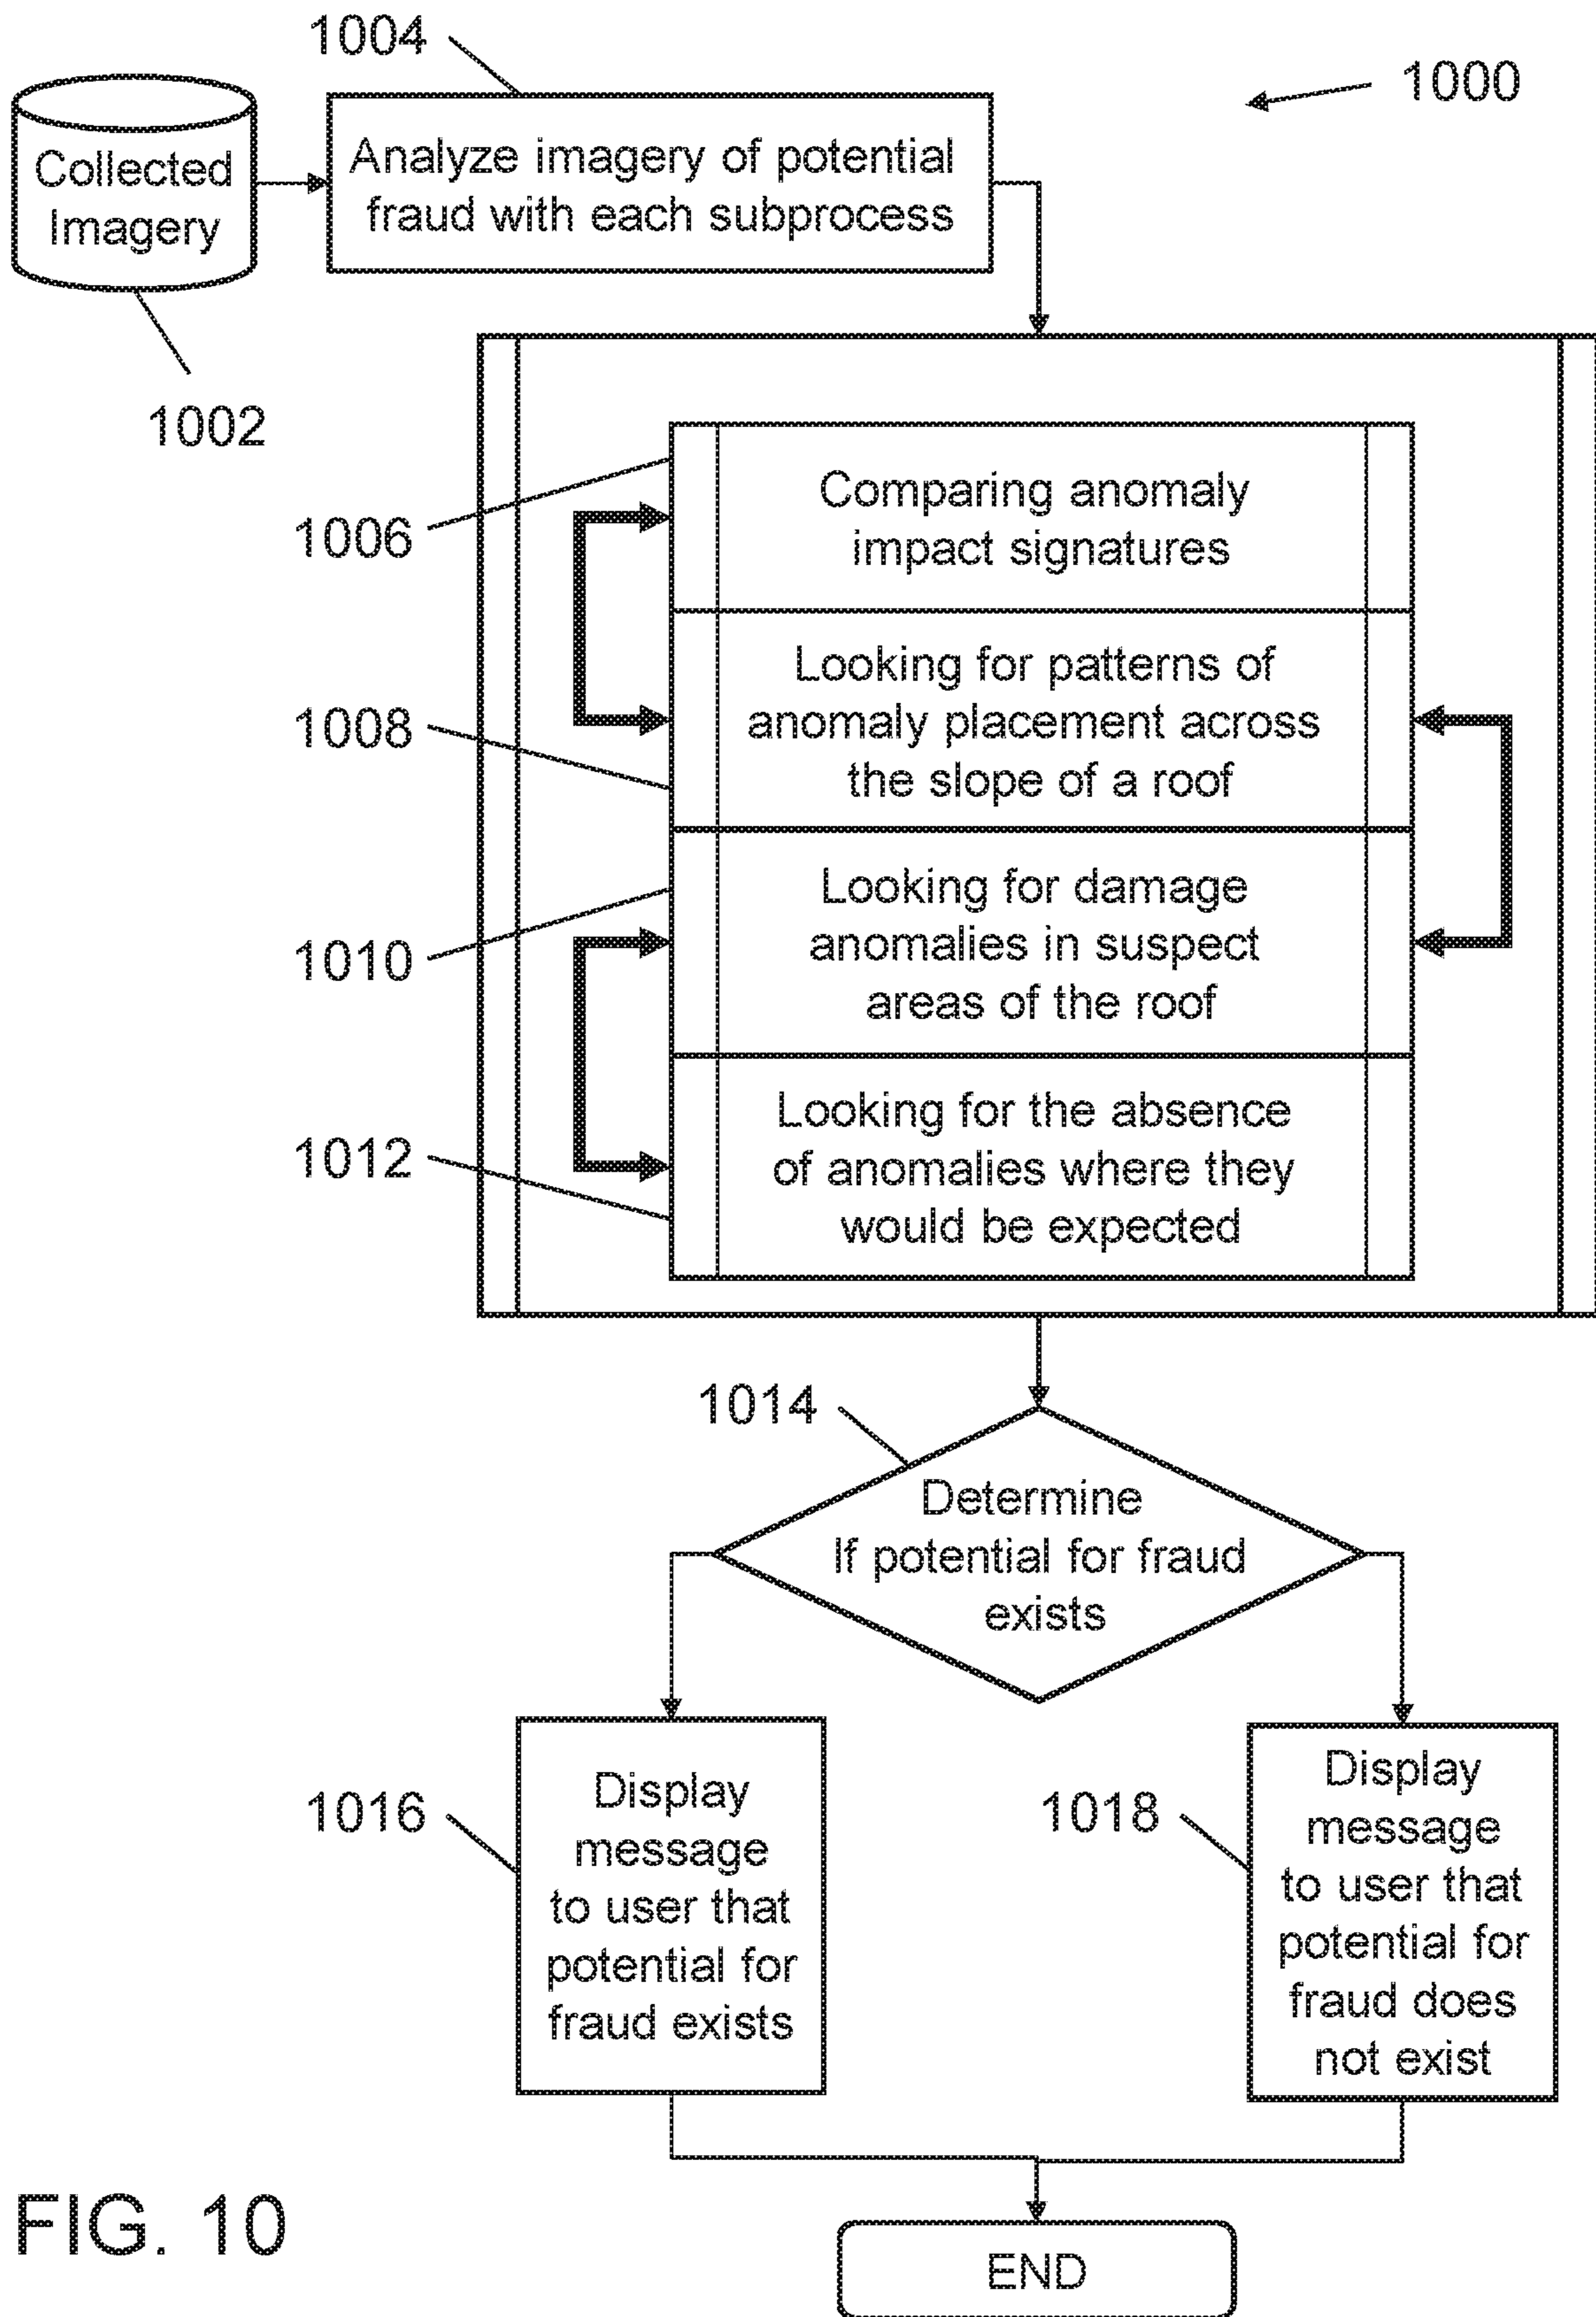 1004
1000
Collected
Imagery
Analyze imagery of potential
fraud with each subprocess
1002
1006
Comparing anomaly
impact signatures
1008
Looking for patterns of
anomaly placement across
the slope of a roof
1010
Looking for damage
anomalies in suspect
areas of the roof
1012
Looking for the absence
of anomalies where they
would be expected
1014
Determine
If potential for fraud
exists
1016
Display
message
to user that
potential for
fraud exists
1018
Display
message
to user that
potential for
fraud does
not exist
FIG. 10
END